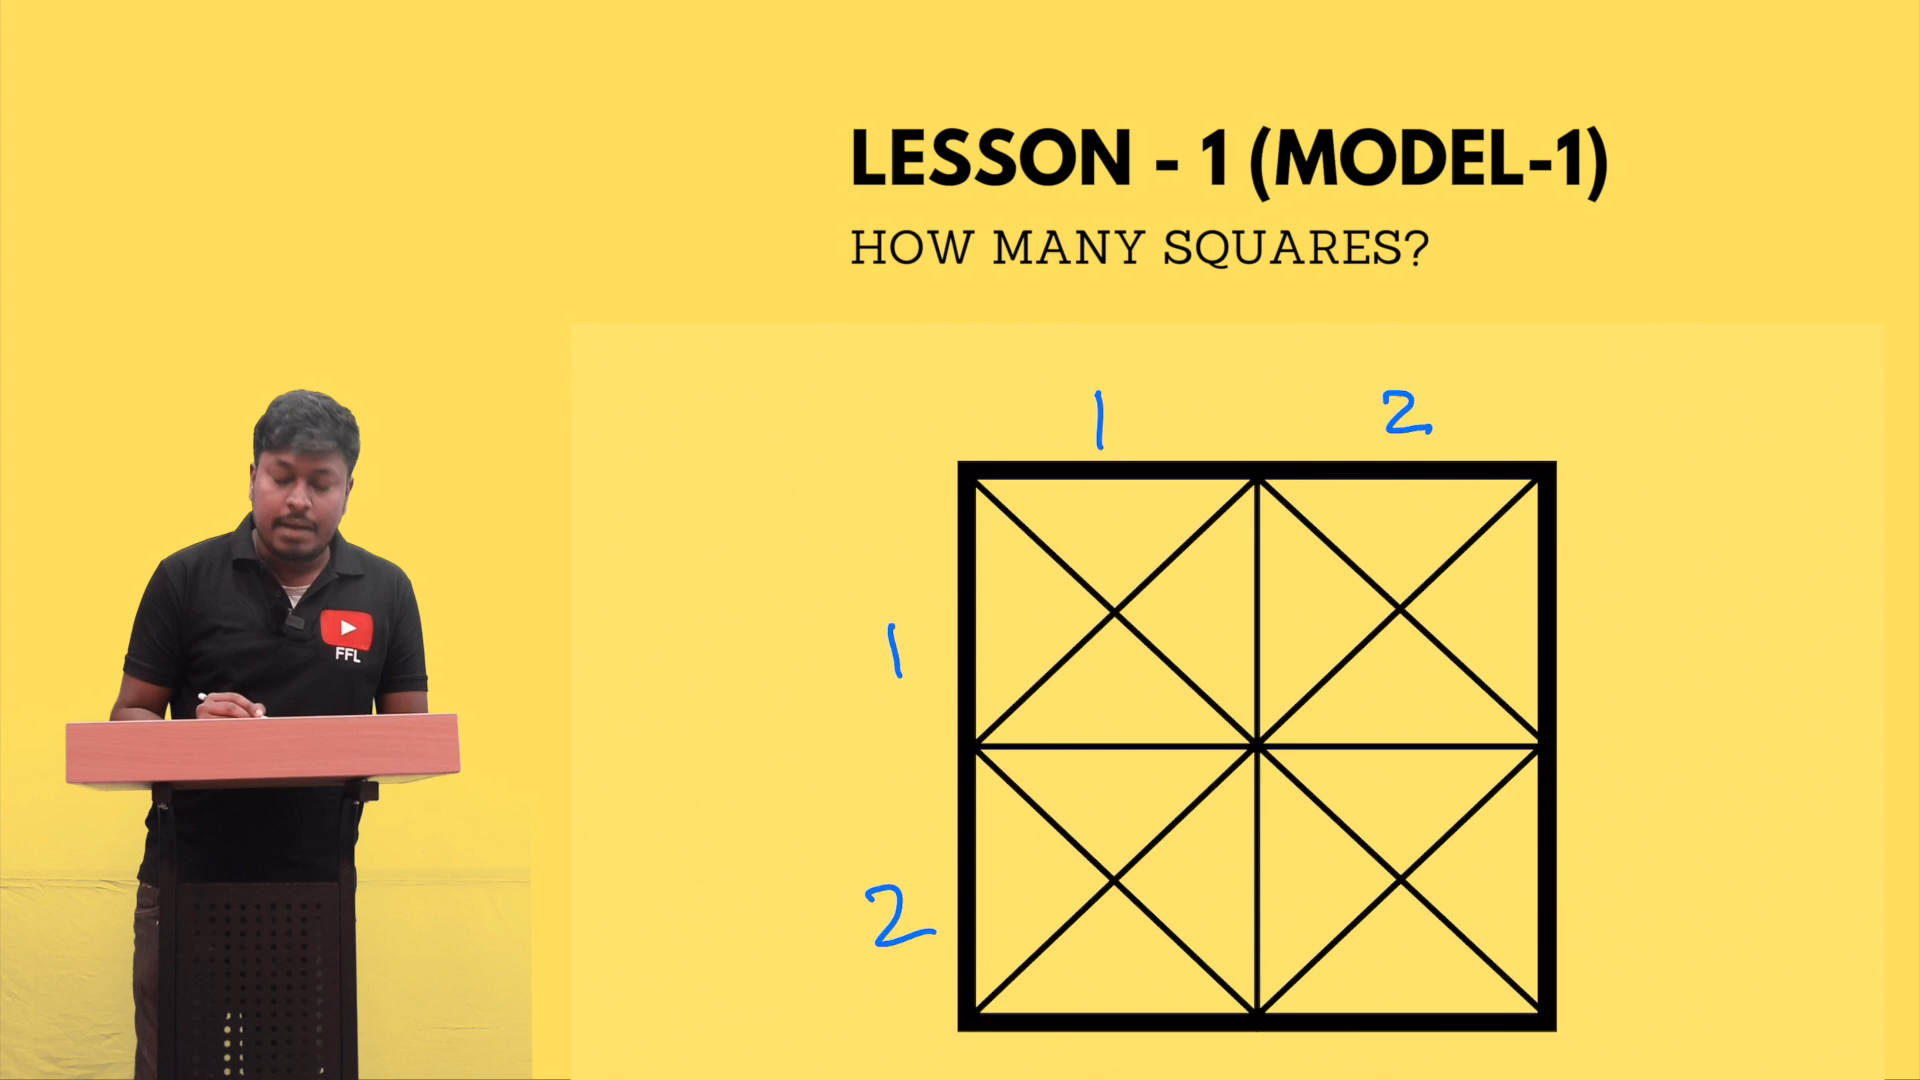 LESSON - 1 (MODEL-1)
HOW MANY SQUARES?
1 2
1
FFL
2